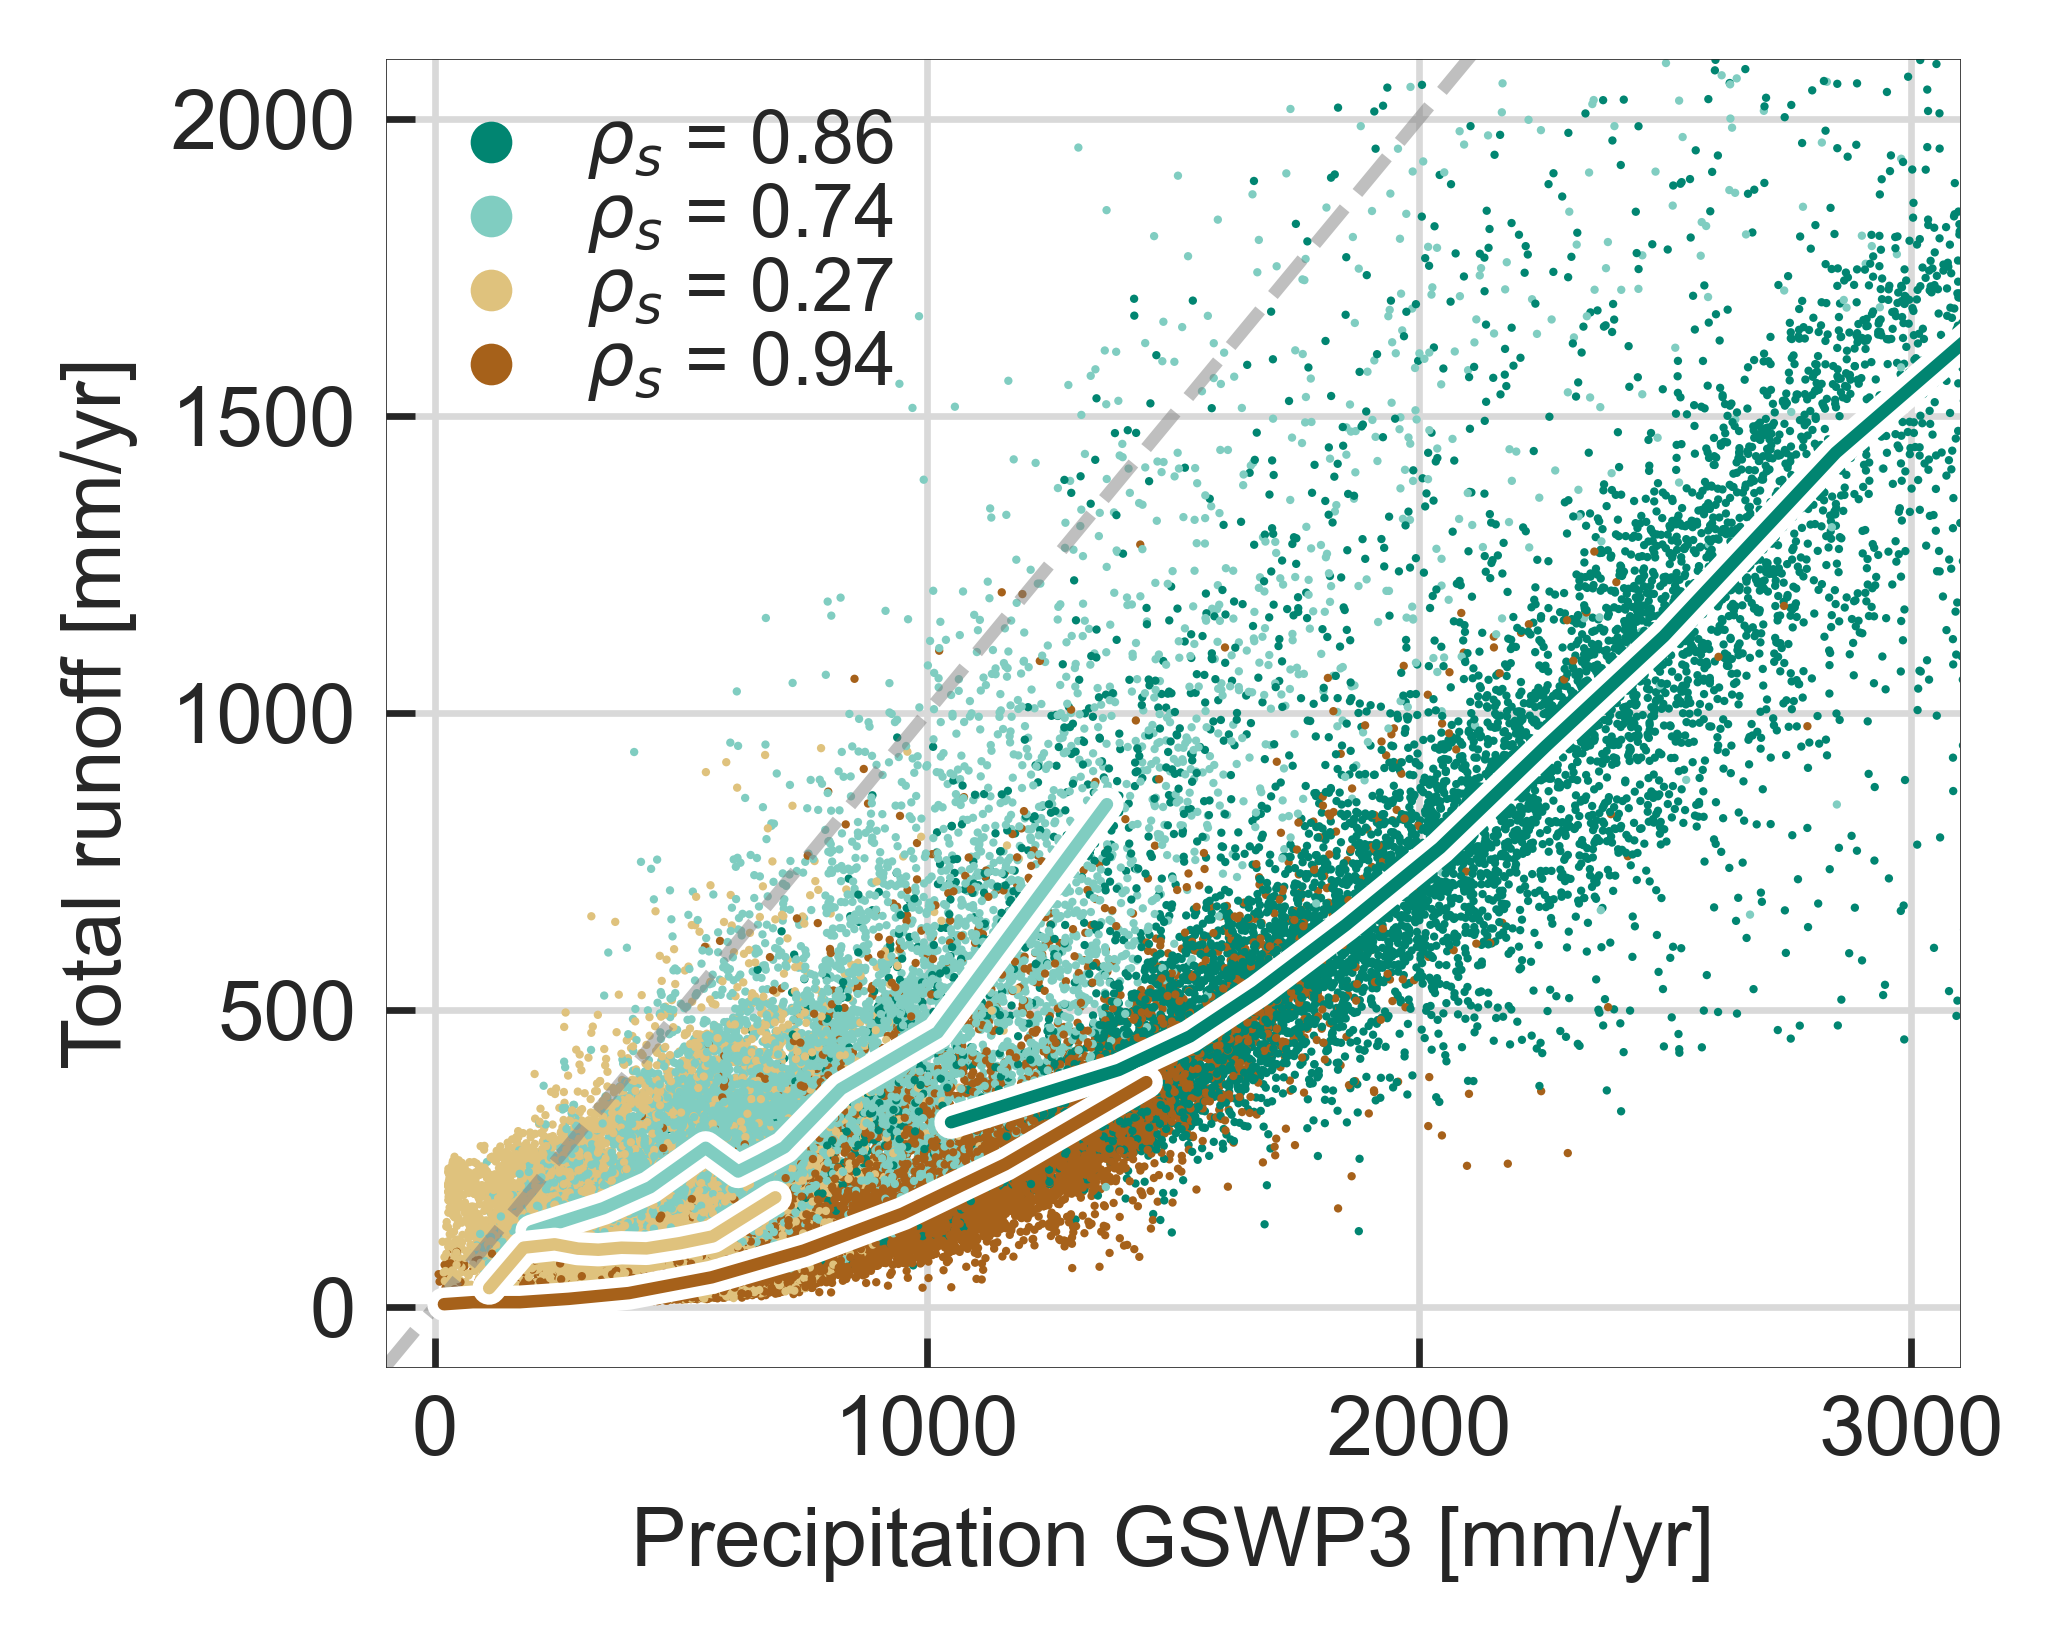 ρs = 0.86
ρs = 0.74
ρs = 0.27
ρs = 0.94
2000
1500
1000
500
0
Total runoff [mm/yr]
0 1000 2000 3000
Precipitation GSWP3 [mm/yr]